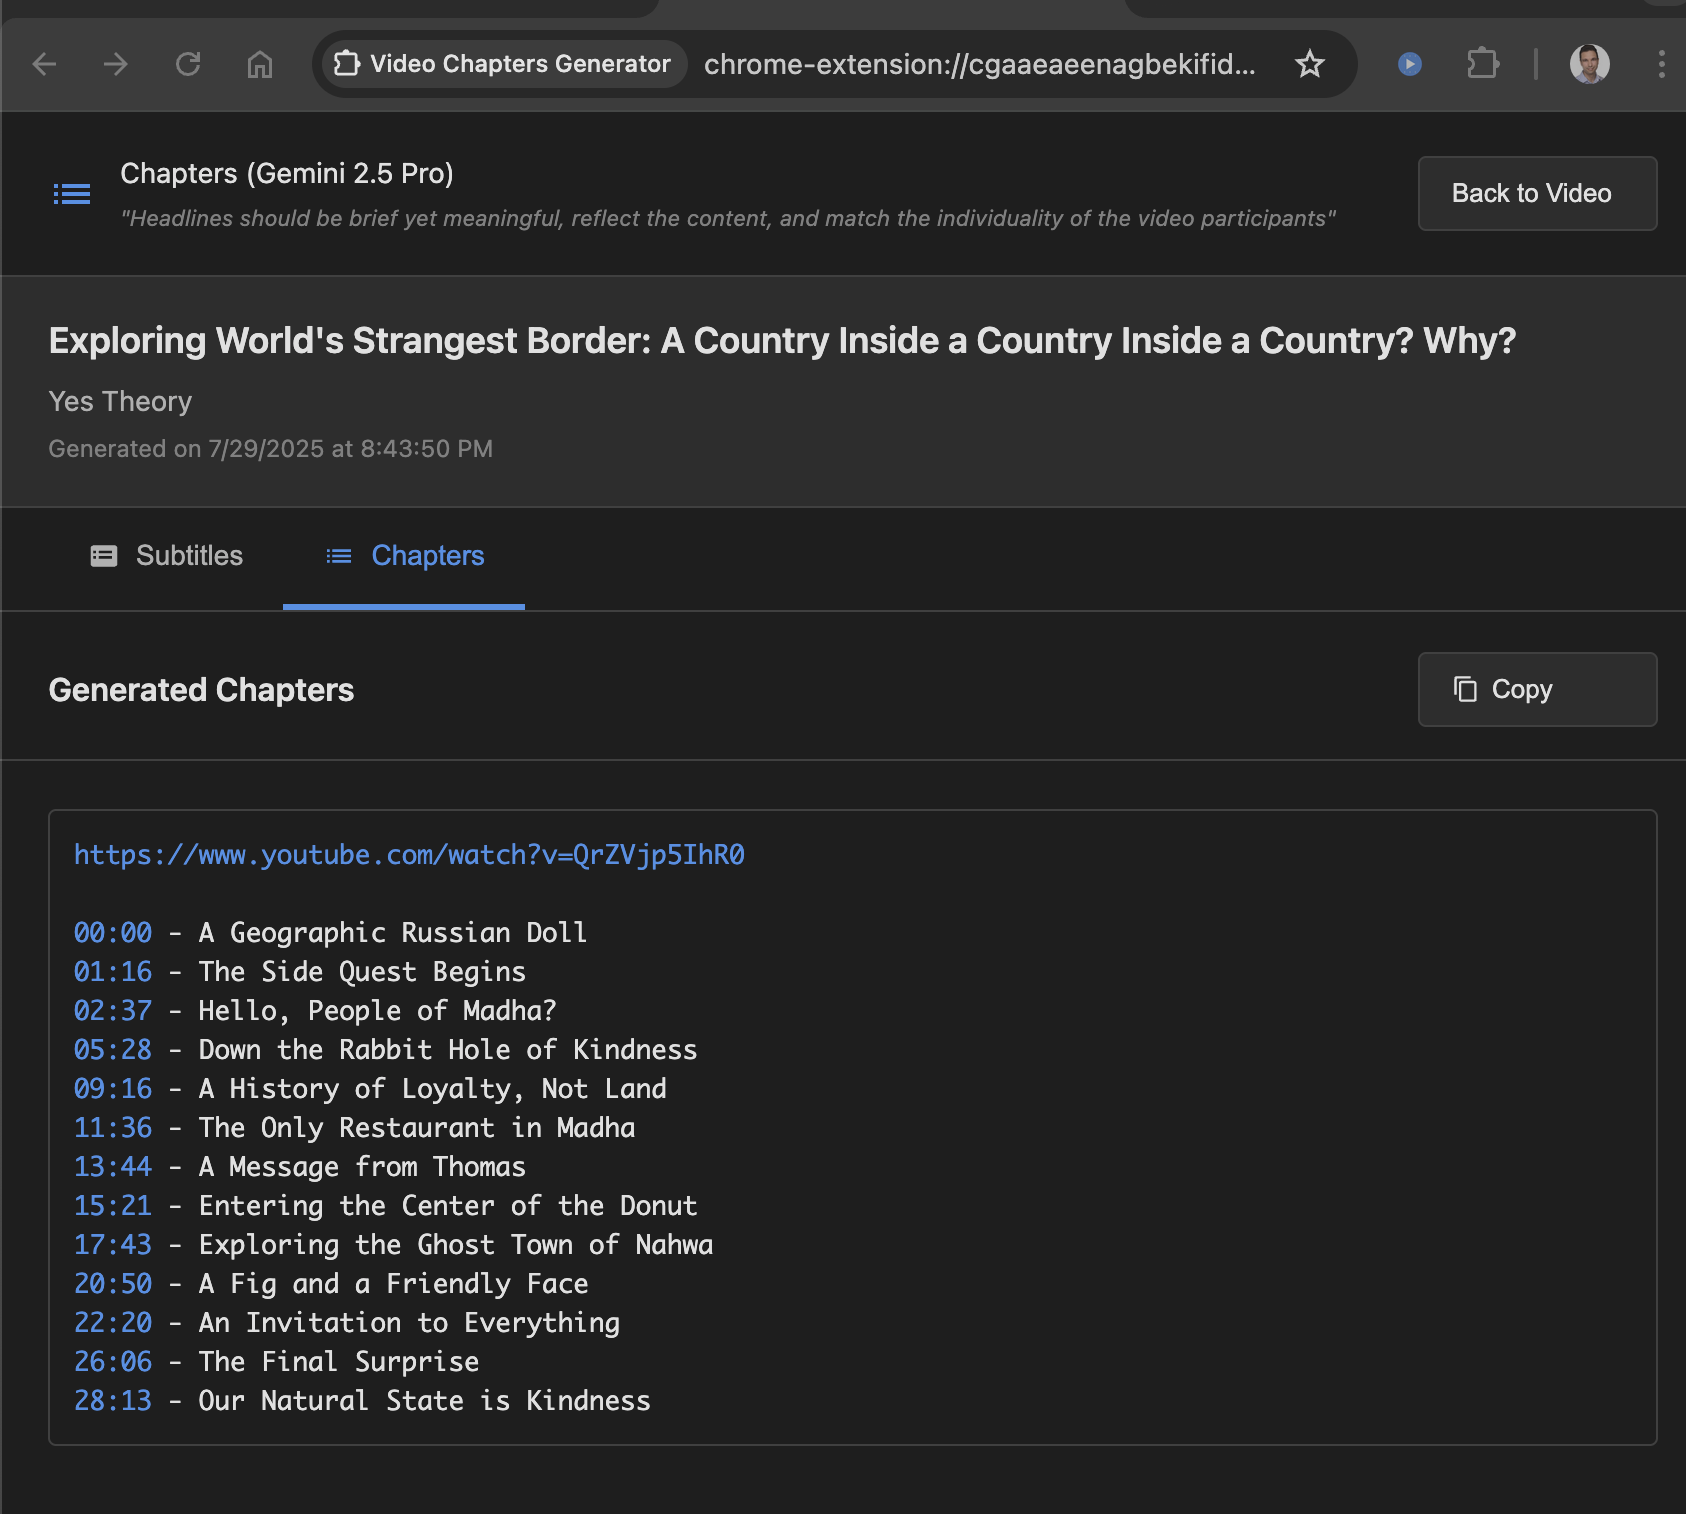 Video Chapters Generator
chrome-extension://cgaaeaeenagbekifid...
Chapters (Gemini 2.5 Pro)
"Headlines should be brief yet meaningful, reflect the content, and match the individuality of the video participants"
Back to Video
Exploring World's Strangest Border: A Country Inside a Country Inside a Country? Why?
Yes Theory
Generated on 7/29/2025 at 8:43:50 PM
Subtitles
Chapters
Generated Chapters
Copy
https://www.youtube.com/watch?v=QrZVjp5IhR0
00:00 - A Geographic Russian Doll
01:16 - The Side Quest Begins
02:37 - Hello, People of Madha?
05:28 - Down the Rabbit Hole of Kindness
09:16 - A History of Loyalty, Not Land
11:36 - The Only Restaurant in Madha
13:44 - A Message from Thomas
15:21 - Entering the Center of the Donut
17:43 - Exploring the Ghost Town of Nahwa
20:50 - A Fig and a Friendly Face
22:20 - An Invitation to Everything
26:06 - The Final Surprise
28:13 - Our Natural State is Kindness